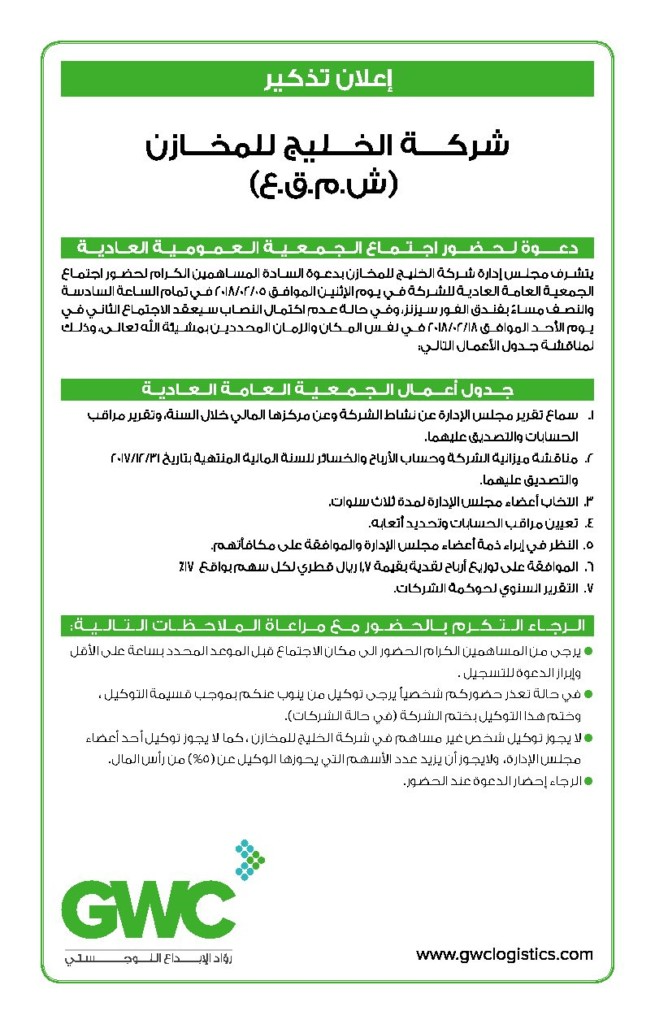 إعلان تذكير
شركة الخليج للمخازن
(ش.م.ق.ع)
دعوة لحضور اجتماع الجمعية العمومية العادية
يتشرف مجلس إدارة شركة الخليج للمخازن بدعوة السادة المساهمين الكرام لحضور اجتماع
الجمعية العامة العادية للشركة في يوم الإثنين الموافق ٢٠١٨/٠٢/٠٥ في تمام الساعة السادسة
والنصف مساءً بفندق الفور سيزنز، وفي حالة عدم اكتمال النصاب سيعقد الاجتماع الثاني في
يوم الأحد الموافق ٢٠١٨/٠٢/١٨ في نفس المكان والزمان المحددين بمشيئة الله تعالى، وذلك
لمناقشة جدول الأعمال التالي:
جدول أعمال الجمعية العامة العادية
١. سماع تقرير مجلس الإدارة عن نشاط الشركة وعن مركزها المالي خلال السنة، وتقرير مراقب
الحسابات والتصديق عليهما.
٢. مناقشة ميزانية الشركة وحساب الأرباح والخسائر للسنة المالية المنتهية بتاريخ ٢٠١٧/١٢/٣١
والتصديق عليهما.
٣. انتخاب أعضاء مجلس الإدارة لمدة ثلاث سنوات.
٤. تعيين مراقب الحسابات وتحديد أتعابه.
٥. النظر في إبراء ذمة أعضاء مجلس الإدارة والموافقة على مكافأتهم.
٦. الموافقة على توزيع أرباح نقدية بقيمة ١,٧ ريال قطري لكل سهم بواقع ١٧٪
٧. التقرير السنوي لحوكمة الشركات.
الرجاء التكرم بالحضور مع مراعاة الملاحظات التالية:
● يرجى من المساهمين الكرام الحضور الى مكان الاجتماع قبل الموعد المحدد بساعة على الأقل
وإبراز الدعوة للتسجيل .
● في حالة تعذر حضوركم شخصياً يرجى توكيل من ينوب عنكم بموجب قسيمة التوكيل ،
وختم هذا التوكيل بختم الشركة (في حالة الشركات).
● لا يجوز توكيل شخص غير مساهم في شركة الخليج للمخازن ، كما لا يجوز توكيل أحد أعضاء
مجلس الإدارة، ولايجوز أن يزيد عدد الأسهم التي يحوزها الوكيل عن (٥%) من رأس المال.
● الرجاء إحضار الدعوة عند الحضور.
GWC
رواد الإبداع اللوجستي
www.gwclogistics.com